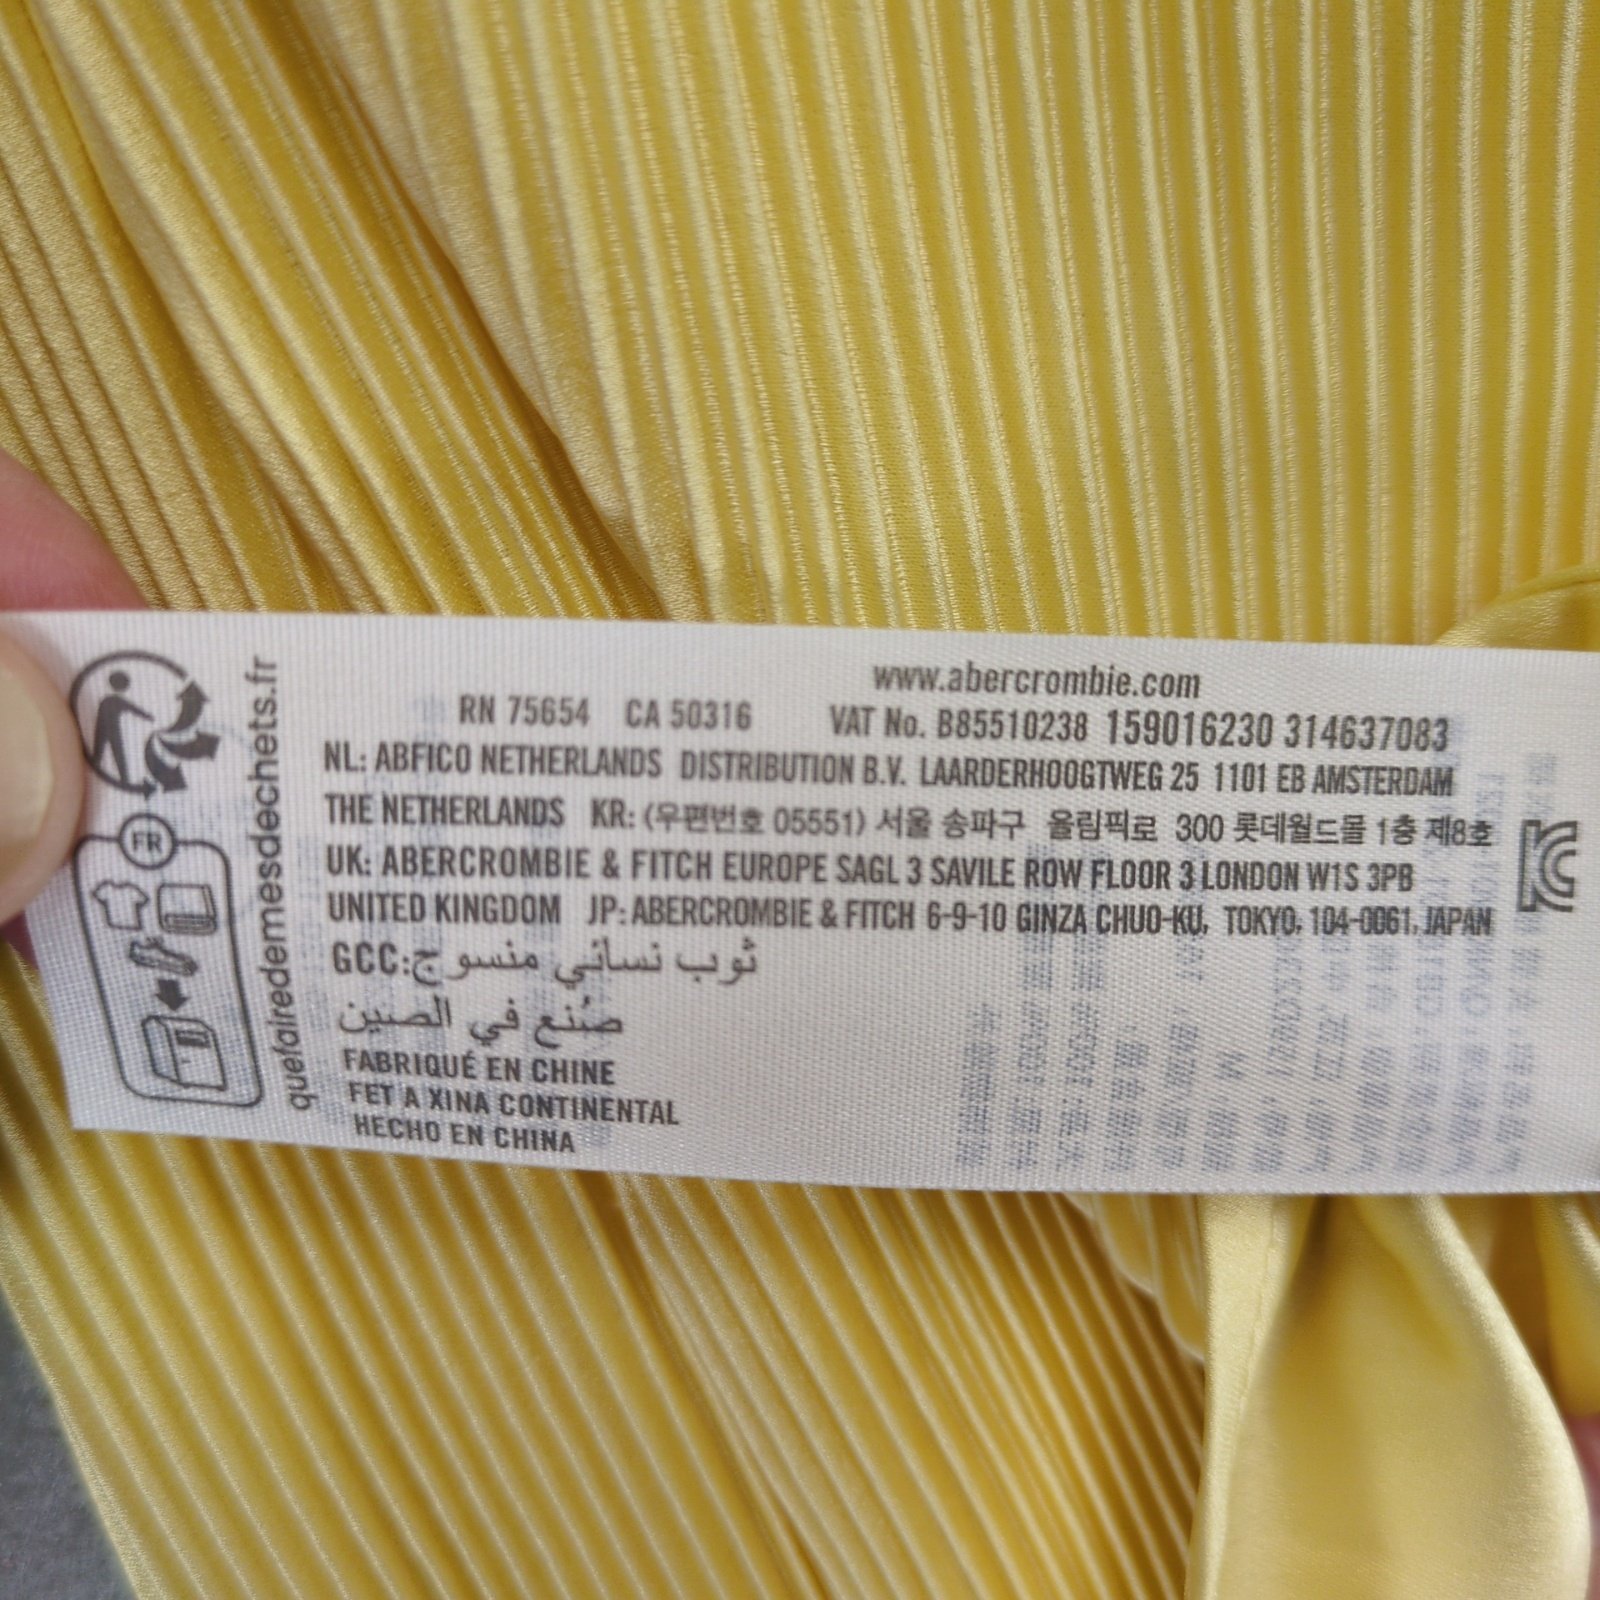 www.abercrombie.com
RN 75654 CA 50316 VAT No. B85510238 159016230 314637083
NL: ABFICO NETHERLANDS DISTRIBUTION B.V. LAARDERHOOGTWEG 25 1101 EB AMSTERDAM
THE NETHERLANDS KR: (우편번호 05551) 서울 송파구 올림픽로 300 롯데월드몰 1층 제8호
UK: ABERCROMBIE & FITCH EUROPE SAGL 3 SAVILE ROW FLOOR 3 LONDON W1S 3PB
UNITED KINGDOM JP: ABERCROMBIE & FITCH 6-9-10 GINZA CHUO-KU, TOKYO, 104-0061, JAPAN
GCC: ثوب نسائي منسوج
صُنع في الصنين
FABRIQUÉ EN CHINE
FET A XINA CONTINENTAL
HECHO EN CHINA
quefairedemesdechets.fr
FR